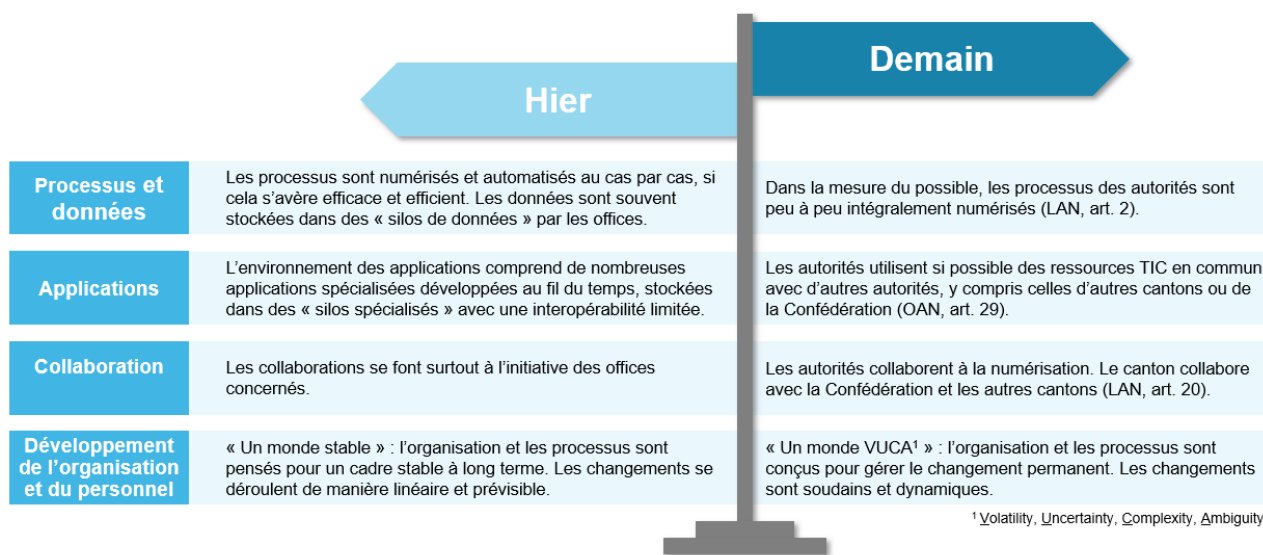 Hier
Demain
Processus et
données
Les processus sont numérisés et automatisés au cas par cas, si
cela s’avère efficace et efficient. Les données sont souvent
stockées dans des « silos de données » par les offices.
Dans la mesure du possible, les processus des autorités sont
peu à peu intégralement numérisés (LAN, art. 2).
Applications
L’environnement des applications comprend de nombreuses
applications spécialisées développées au fil du temps, stockées
dans des « silos spécialisés » avec une interopérabilité limitée.
Les autorités utilisent si possible des ressources TIC en commun
avec d’autres autorités, y compris celles d’autres cantons ou de
la Confédération (OAN, art. 29).
Collaboration
Les collaborations se font surtout à l’initiative des offices
concernés.
Les autorités collaborent à la numérisation. Le canton collabore
avec la Confédération et les autres cantons (LAN, art. 20).
Développement
de l’organisation
et du personnel
« Un monde stable » : l’organisation et les processus sont
pensés pour un cadre stable à long terme. Les changements se
déroulent de manière linéaire et prévisible.
« Un monde VUCA¹ » : l’organisation et les processus sont
conçus pour gérer le changement permanent. Les changements
sont soudains et dynamiques.
¹ Volatility, Uncertainty, Complexity, Ambiguity